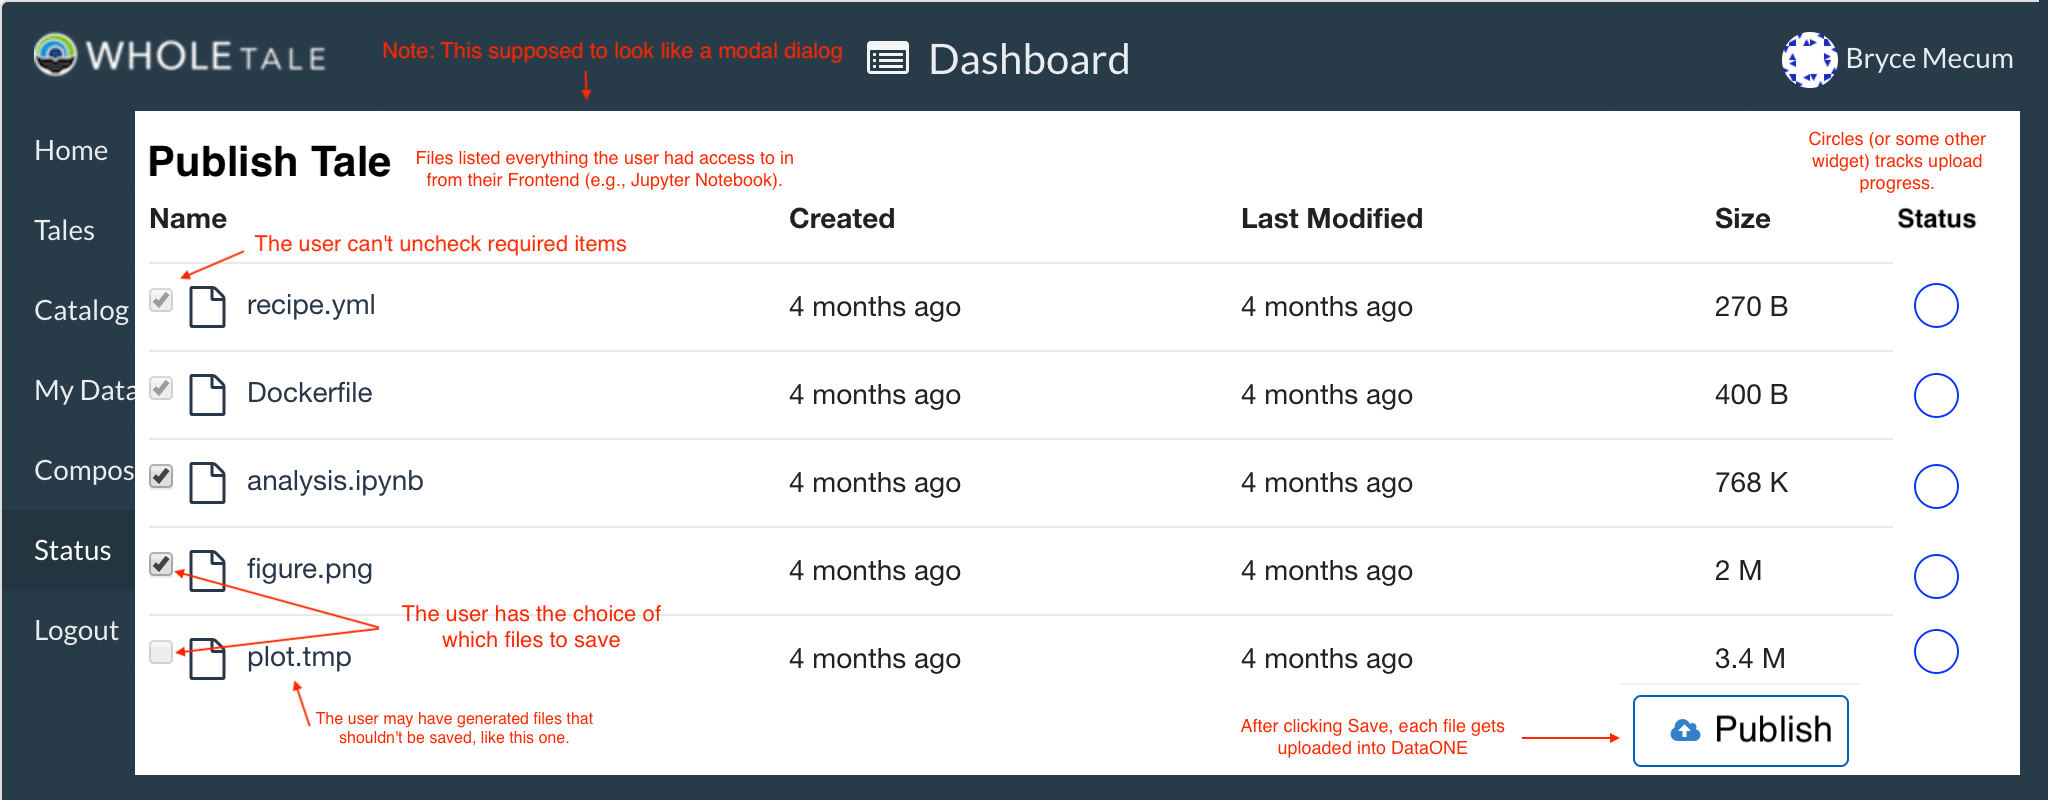 WHOLE TALE
Note: This supposed to look like a modal dialog
Dashboard
Bryce Mecum
Home
Tales
Catalog
My Data
Compos
Status
Logout
Publish Tale
Files listed everything the user had access to in
from their Frontend (e.g., Jupyter Notebook).
Circles (or some other
widget) tracks upload
progress.
Name Created Last Modified Size Status
The user can't uncheck required items
recipe.yml 4 months ago 4 months ago 270 B
Dockerfile 4 months ago 4 months ago 400 B
analysis.ipynb 4 months ago 4 months ago 768 K
figure.png 4 months ago 4 months ago 2 M
The user has the choice of
which files to save
plot.tmp 4 months ago 4 months ago 3.4 M
The user may have generated files that
shouldn't be saved, like this one.
After clicking Save, each file gets
uploaded into DataONE
Publish